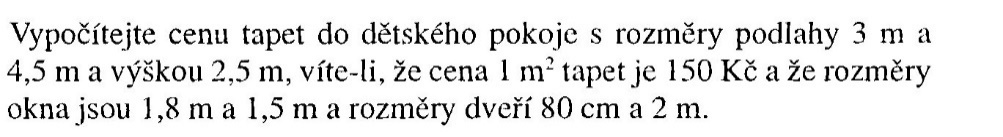 Vypočítejte cenu tapet do dětského pokoje s rozměry podlahy 3 m a
4,5 m a výškou 2,5 m, víte-li, že cena 1 m² tapet je 150 Kč a že rozměry
okna jsou 1,8 m a 1,5 m a rozměry dveří 80 cm a 2 m.